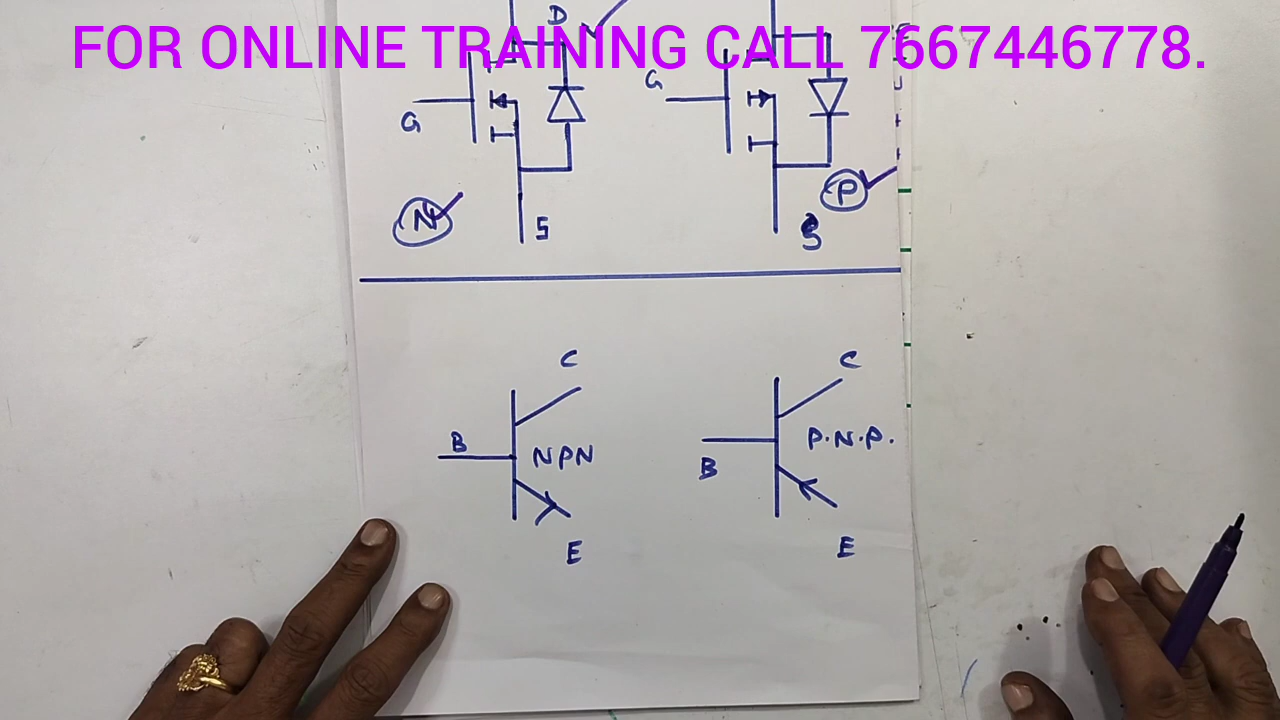 FOR ONLINE TRAINING CALL 7667446778.
D
G
G
N
S
P
S
C
C
B
NPN
B
P.N.P.
E
E